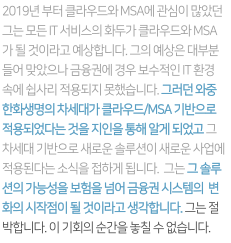 2019년 부터 클라우드와 MSA에 관심이 많았던
그는 모든 IT 서비스의 화두가 클라우드와 MSA
가 될 것이라고 예상합니다. 그의 예상은 대부분
들어 맞았으나 금융권에 경우 보수적인 IT 환경
속에 쉽사리 적용되지 못했습니다. 그러던 와중
한화생명의 차세대가 클라우드/MSA 기반으로
적용되었다는 것을 지인을 통해 알게 되었고 그
차세대 기반으로 새로운 솔루션이 새로운 사업에
적용된다는 소식을 접하게 됩니다. 그는 그 솔루
션의 가능성을 보험을 넘어 금융권 시스템의 변
화의 시작점이 될 것이라고 생각합니다. 그는 절
박합니다. 이 기회의 순간을 놓칠 수 없습니다.